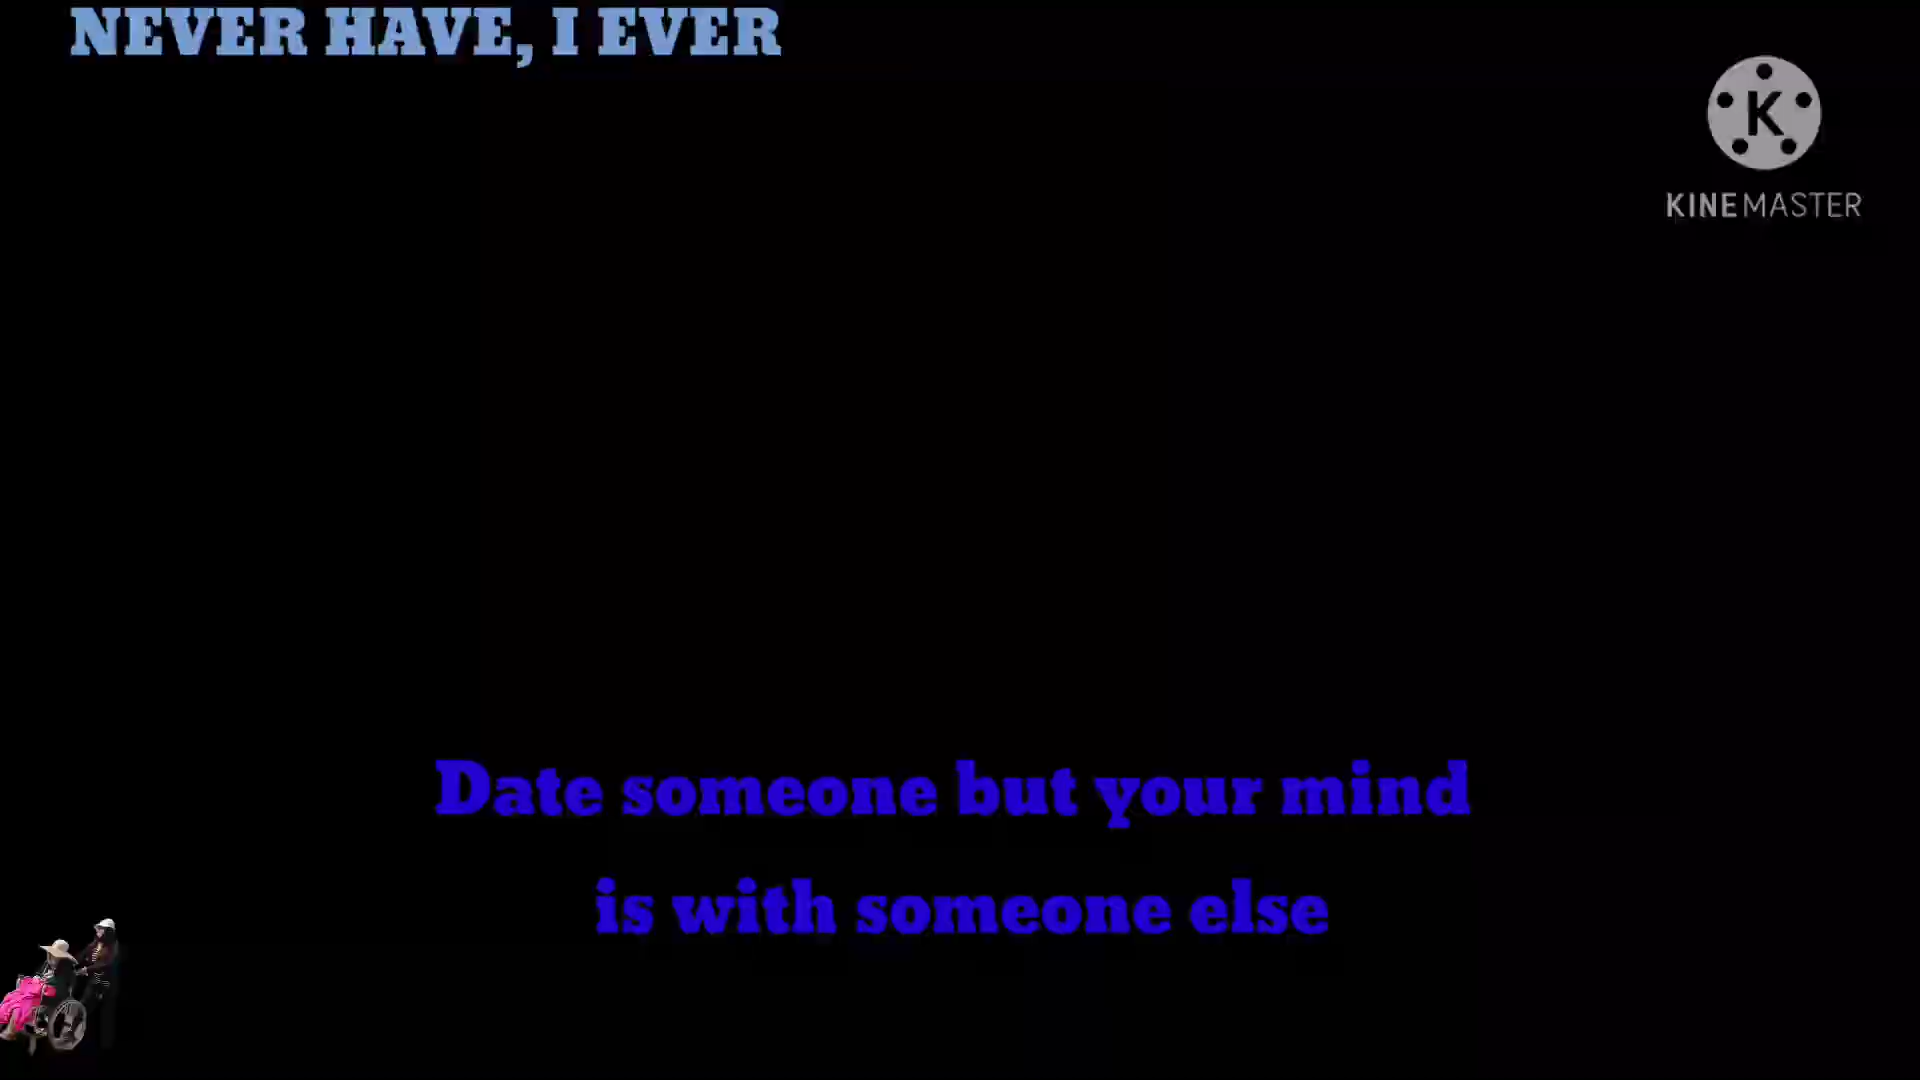 NEVER HAVE, I EVER
K
KINEMASTER
Date someone but your mind
is with someone else